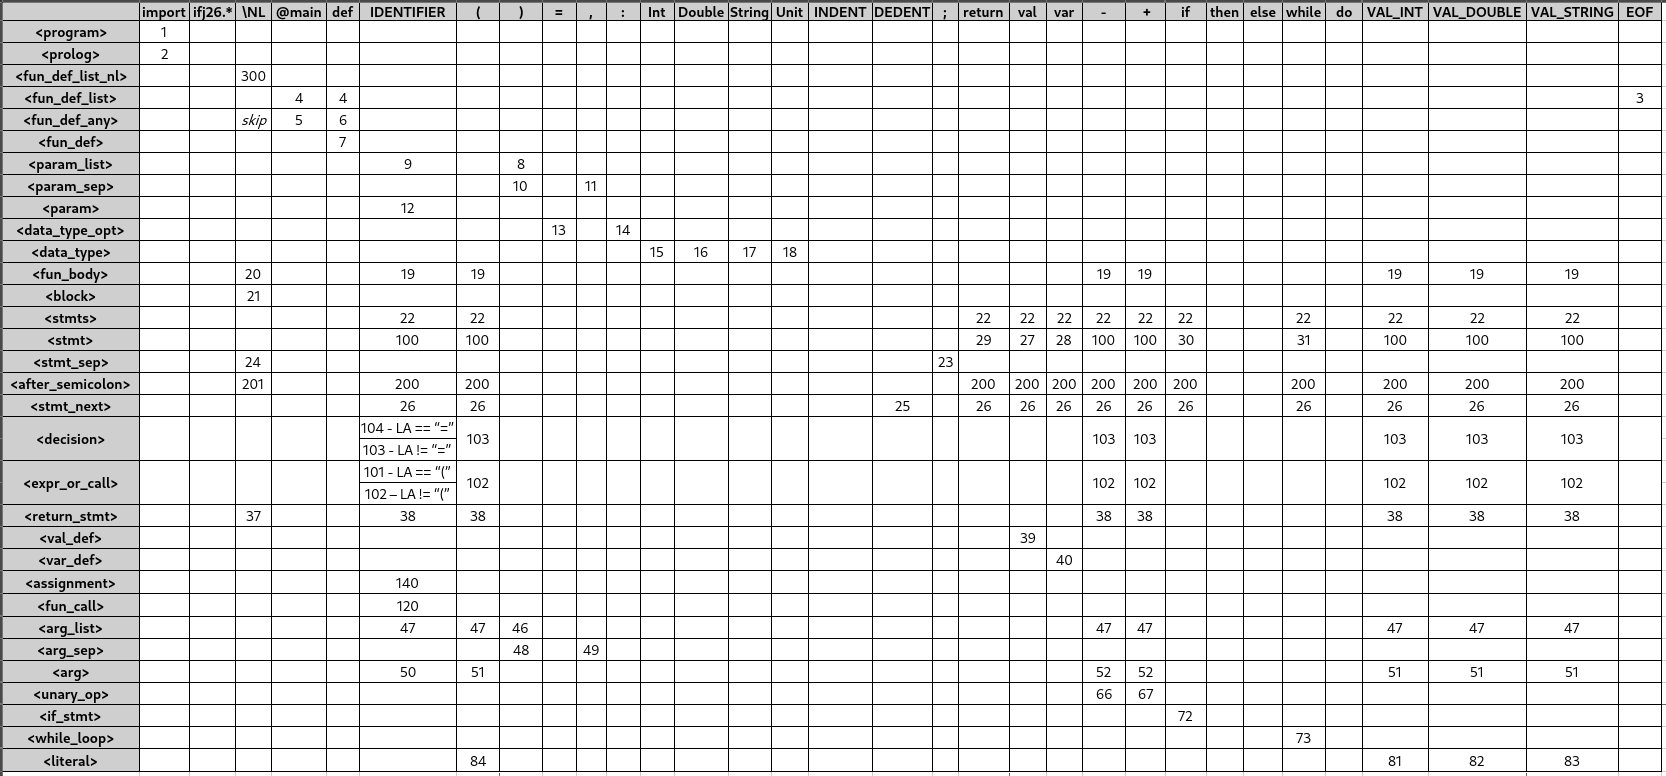 import ifj26.* \NL @main def IDENTIFIER ( ) = , : Int Double String Unit INDENT DEDENT ; return val var - + if then else while do VAL_INT VAL_DOUBLE VAL_STRING EOF
<program> 1
<prolog> 2
<fun_def_list_nl> 300
<fun_def_list> 4 4 3
<fun_def_any> skip 5 6
<fun_def> 7
<param_list> 9 8
<param_sep> 10 11
<param> 12
<data_type_opt> 13 14
<data_type> 15 16 17 18
<fun_body> 20 19 19 19 19 19 19 19
<block> 21
<stmts> 22 22 22 22 22 22 22 22 22 22 22 22
<stmt> 100 100 29 27 28 100 100 30 31 100 100 100
<stmt_sep> 24 23
<after_semicolon> 201 200 200 200 200 200 200 200 200 200 200 200 200
<stmt_next> 26 26 25 26 26 26 26 26 26 26 26 26 26
<decision> 104 - LA == “=” 103 103 103 103 103 103
103 - LA != “=”
<expr_or_call> 101 - LA == “(” 102 102 102 102 102 102
102 – LA != “(”
<return_stmt> 37 38 38 38 38 38 38 38
<val_def> 39
<var_def> 40
<assignment> 140
<fun_call> 120
<arg_list> 47 47 46 47 47 47 47 47
<arg_sep> 48 49
<arg> 50 51 52 52 51 51 51
<unary_op> 66 67
<if_stmt> 72
<while_loop> 73
<literal> 84 81 82 83